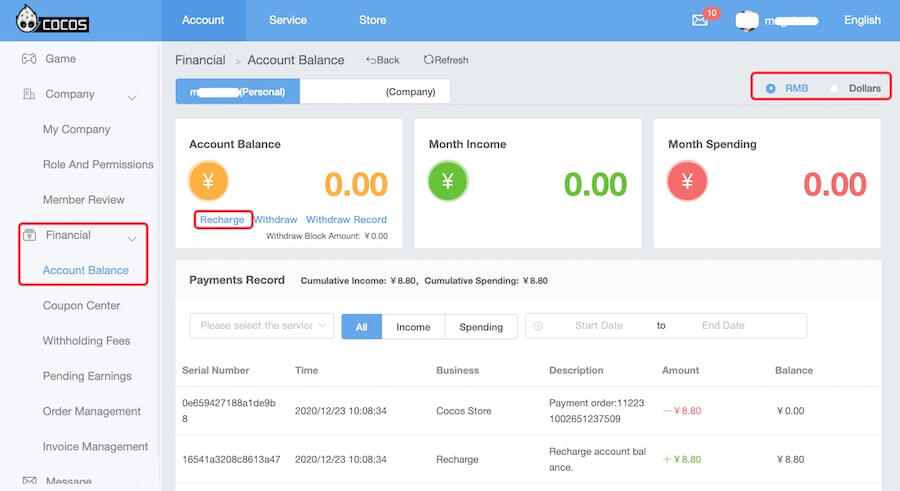 COCOS
Account
Service
Store
10
English
Game
Company
My Company
Role And Permissions
Member Review
Financial
Account Balance
Coupon Center
Withholding Fees
Pending Earnings
Order Management
Invoice Management
Message
Financial > Account Balance
Back
Refresh
(Personal)
(Company)
RMB
Dollars
Account Balance
¥
0.00
Recharge Withdraw Withdraw Record
Withdraw Block Amount: ¥ 0.00
Month Income
¥
0.00
Month Spending
¥
0.00
Payments Record
Cumulative Income: ¥ 8.80, Cumulative Spending: ¥ 8.80
Please select the service
All
Income
Spending
Start Date to End Date
Serial Number Time Business Description Amount Balance
0e659427188a1de9b
8
2020/12/23 10:08:34
Cocos Store
Payment order:11223
1002651237509
- ¥ 8.80
¥ 0.00
16541a3208c8613a47
2020/12/23 10:08:34
Recharge
Recharge account bal
ance.
+ ¥ 8.80
¥ 8.80